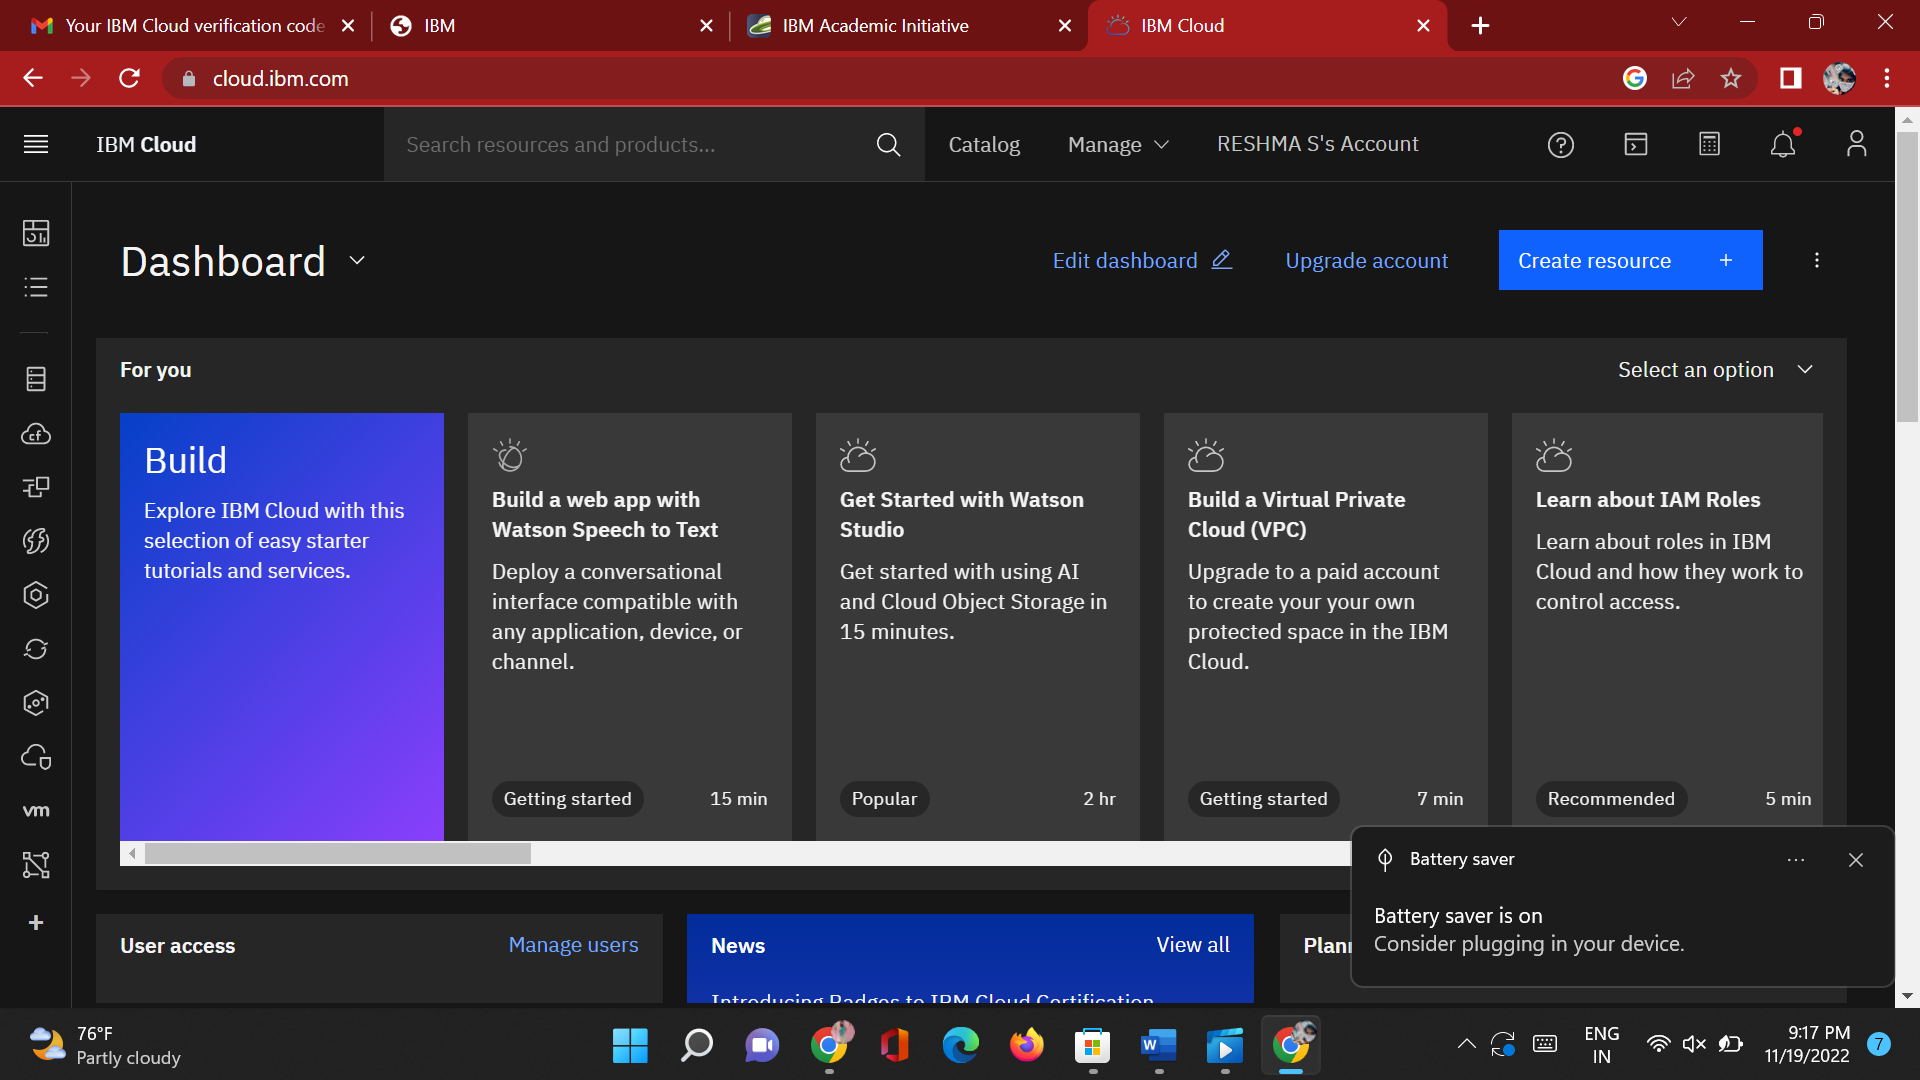 Your IBM Cloud verification code
IBM
IBM Academic Initiative
IBM Cloud
cloud.ibm.com
IBM Cloud
Search resources and products...
Catalog
Manage
RESHMA S's Account
Dashboard
Edit dashboard
Upgrade account
Create resource +
For you
Select an option
Build
Explore IBM Cloud with this
selection of easy starter
tutorials and services.
Build a web app with
Watson Speech to Text
Deploy a conversational
interface compatible with
any application, device, or
channel.
Getting started 15 min
Get Started with Watson
Studio
Get started with using AI
and Cloud Object Storage in
15 minutes.
Popular 2 hr
Build a Virtual Private
Cloud (VPC)
Upgrade to a paid account
to create your your own
protected space in the IBM
Cloud.
Getting started 7 min
Learn about IAM Roles
Learn about roles in IBM
Cloud and how they work to
control access.
Recommended 5 min
cf
vm
User access Manage users
News View all
Introducing Badges to IBM Cloud Certification
Battery saver
Battery saver is on
Consider plugging in your device.
76°F
Partly cloudy
ENG
IN
9:17 PM
11/19/2022
7